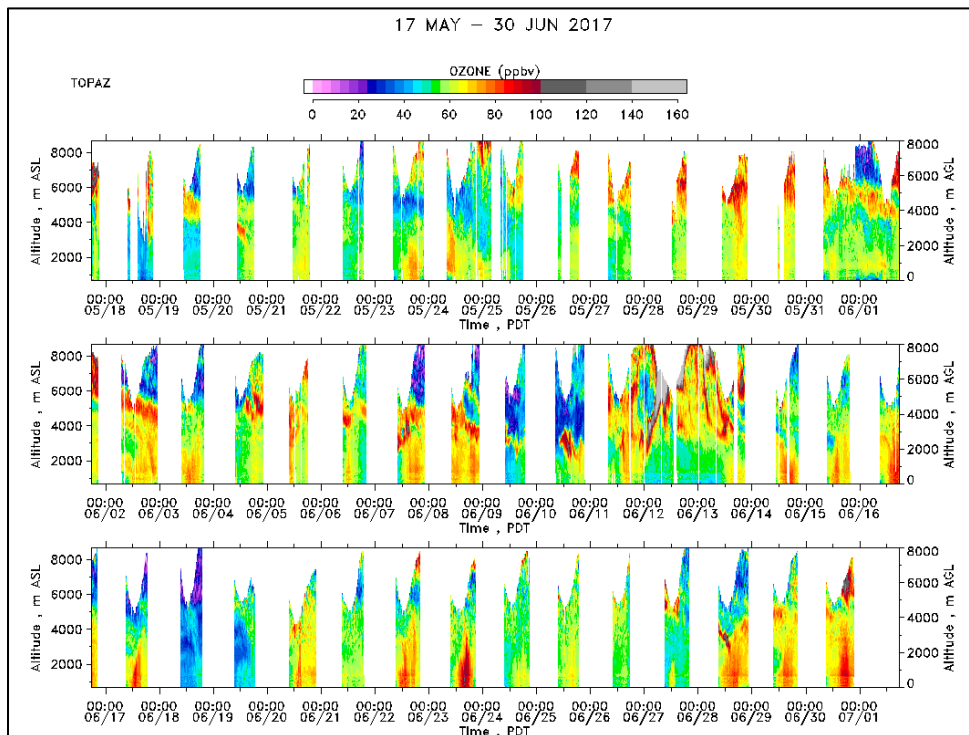 17 MAY – 30 JUN 2017
TOPAZ
OZONE (ppbv)
0 20 40 60 80 100 120 140 160
8000 6000 4000 2000
Altitude, m ASL
8000 6000 4000 2000 0
Altitude, m AGL
00:00 00:00 00:00 00:00 00:00 00:00 00:00 00:00 00:00 00:00 00:00 00:00 00:00 00:00 00:00
05/18 05/19 05/20 05/21 05/22 05/23 05/24 05/25 05/26 05/27 05/28 05/29 05/30 05/31 06/01
Time, PDT
8000 6000 4000 2000
Altitude, m ASL
8000 6000 4000 2000 0
Altitude, m AGL
00:00 00:00 00:00 00:00 00:00 00:00 00:00 00:00 00:00 00:00 00:00 00:00 00:00 00:00 00:00
06/02 06/03 06/04 06/05 06/06 06/07 06/08 06/09 06/10 06/11 06/12 06/13 06/14 06/15 06/16
Time, PDT
8000 6000 4000 2000
Altitude, m ASL
8000 6000 4000 2000 0
Altitude, m AGL
00:00 00:00 00:00 00:00 00:00 00:00 00:00 00:00 00:00 00:00 00:00 00:00 00:00 00:00 00:00
06/17 06/18 06/19 06/20 06/21 06/22 06/23 06/24 06/25 06/26 06/27 06/28 06/29 06/30 07/01
Time, PDT